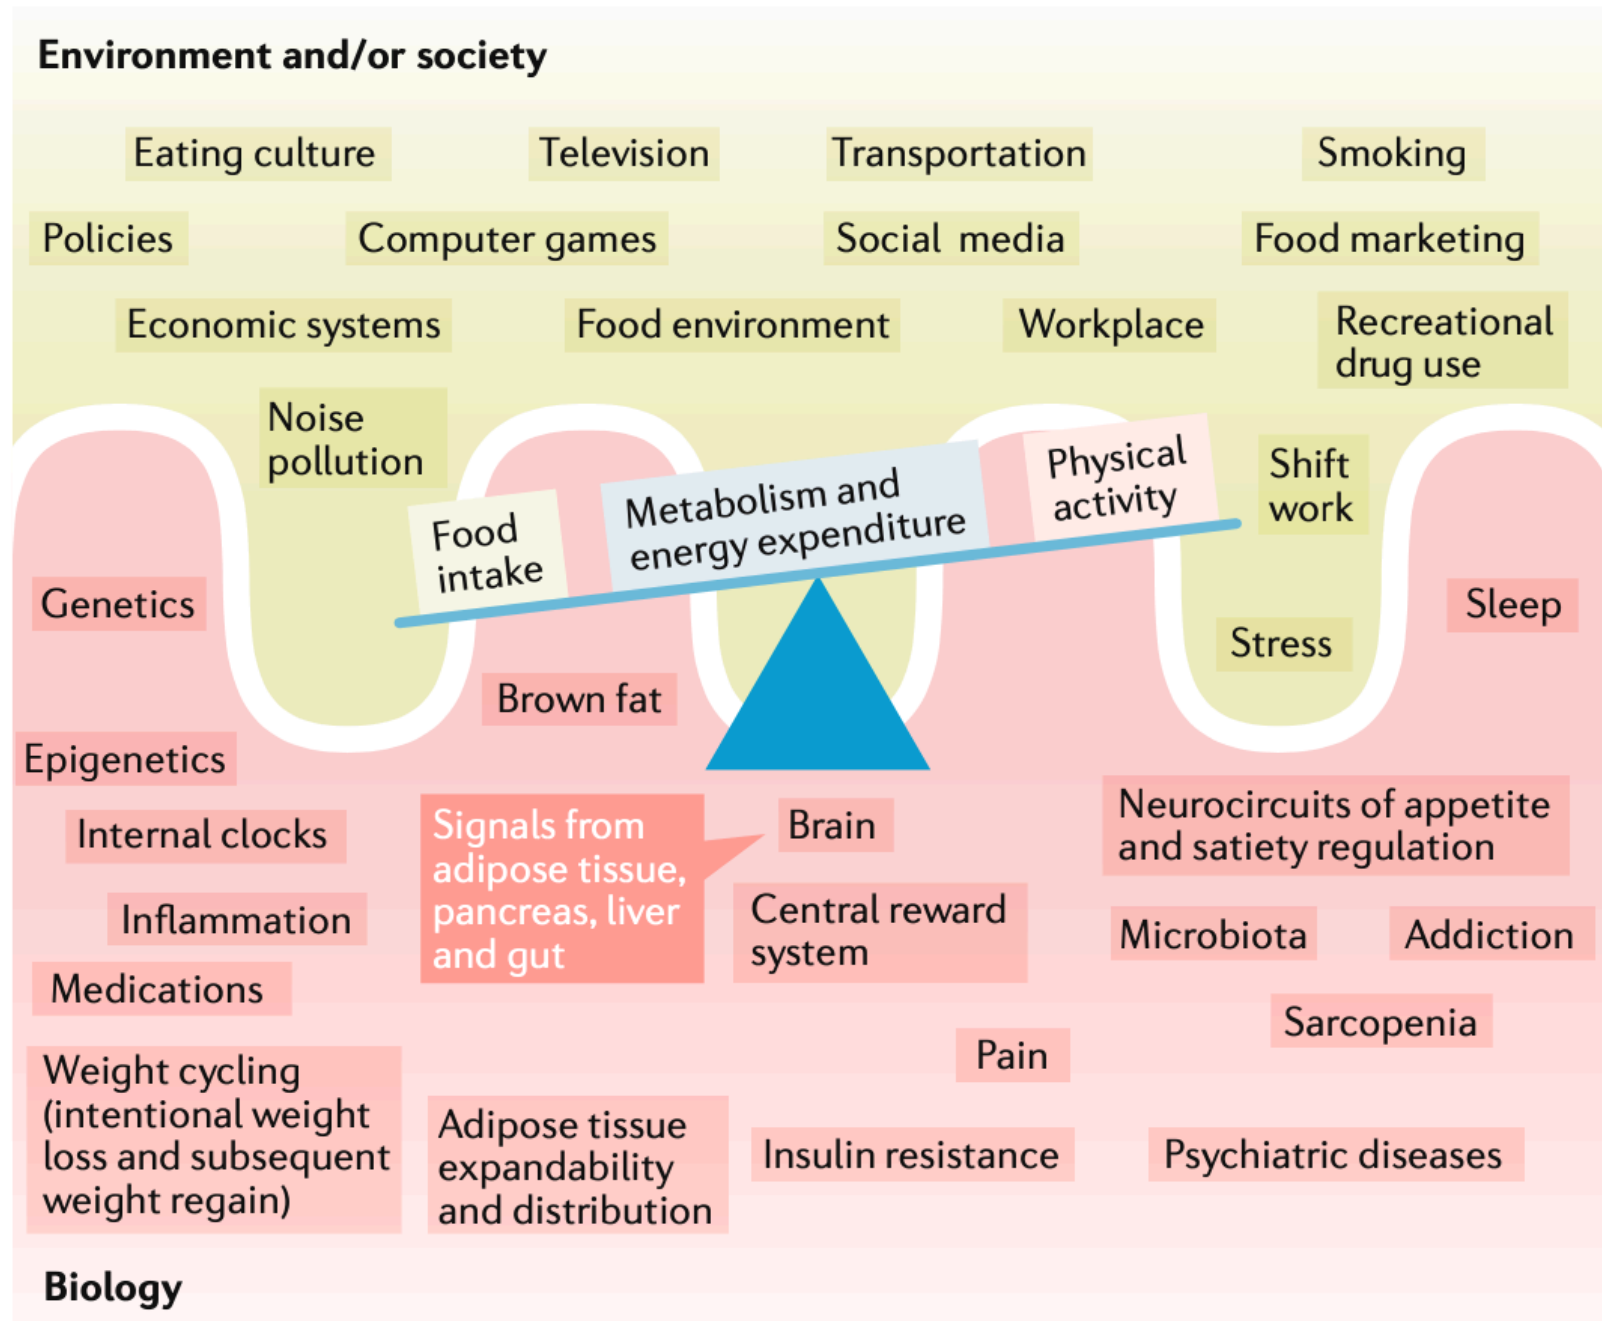 Environment and/or society
Eating culture
Television
Transportation
Smoking
Policies
Computer games
Social media
Food marketing
Economic systems
Food environment
Workplace
Recreational
drug use
Noise
pollution
Food
intake
Metabolism and
energy expenditure
Physical
activity
Shift
work
Genetics
Stress
Sleep
Brown fat
Epigenetics
Internal clocks
Signals from
adipose tissue,
pancreas, liver
and gut
Brain
Neurocircuits of appetite
and satiety regulation
Inflammation
Central reward
system
Microbiota
Addiction
Medications
Sarcopenia
Pain
Weight cycling
(intentional weight
loss and subsequent
weight regain)
Adipose tissue
expandability
and distribution
Insulin resistance
Psychiatric diseases
Biology